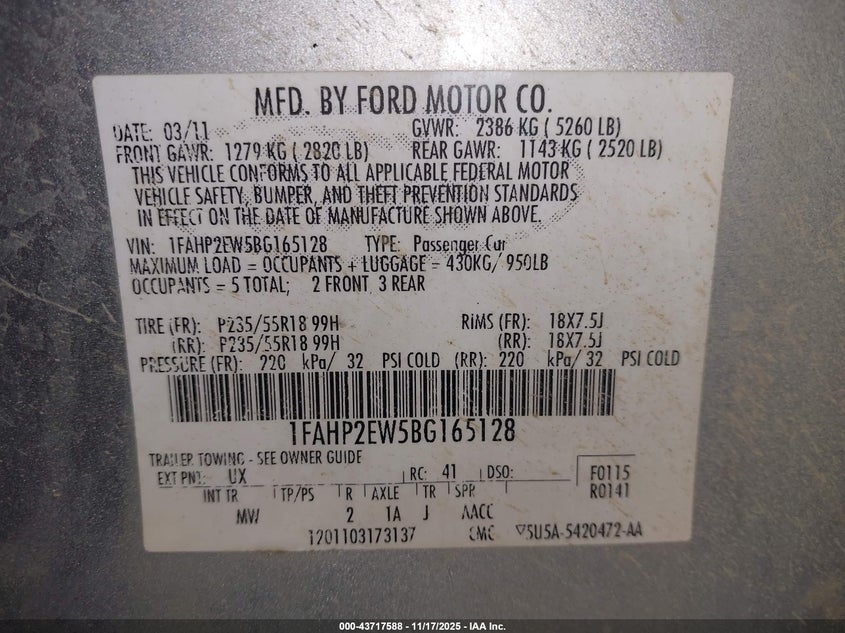 MFD. BY FORD MOTOR CO.
DATE: 03/11 GVWR: 2386 KG ( 5260 LB)
FRONT GAWR: 1279 KG ( 2820 LB) REAR GAWR: 1143 KG ( 2520 LB)
THIS VEHICLE CONFORMS TO ALL APPLICABLE FEDERAL MOTOR
VEHICLE SAFETY, BUMPER, AND THEFT PREVENTION STANDARDS
IN EFFECT ON THE DATE OF MANUFACTURE SHOWN ABOVE.
VIN: 1FAHP2EW5BG165128 TYPE: Passenger Car
MAXIMUM LOAD = OCCUPANTS + LUGGAGE = 430KG/ 950LB
OCCUPANTS = 5 TOTAL; 2 FRONT 3 REAR
TIRE (FR): P235/55R18 99H RIMS (FR): 18X7.5J
(RR): P235/55R18 99H (RR): 18X7.5J
PRESSURE (FR): 220 kPa/ 32 PSI COLD (RR): 220 kPa/ 32 PSI COLD
1FAHP2EW5BG165128
TRAILER TOWING - SEE OWNER GUIDE
EXT PNT: UX RC: 41 DSO: F0115
R0141
INT TR TP/PS R AXLE TR SPR
MW 2 1A J AACC
1201103173137 CMC 5U5A-5420472-AA
000-43717588 — 11/17/2025 — IAA Inc.